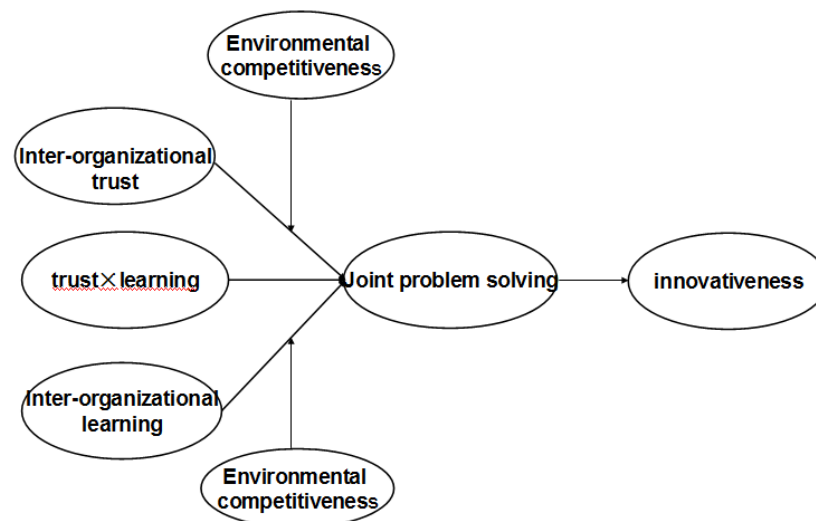 Environmental
competitiveness
Inter-organizational
trust
trust×learning
Joint problem solving
innovativeness
Inter-organizational
learning
Environmental
competitiveness